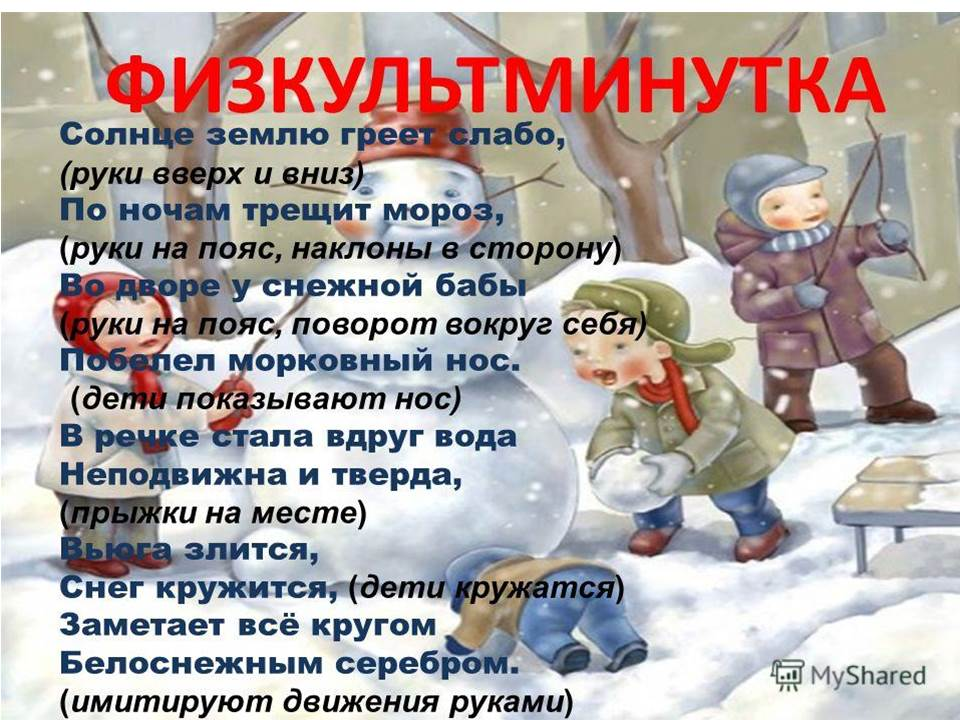 ФИЗКУЛЬТМИНУТКА
Солнце землю греет слабо,
(руки вверх и вниз)
По ночам трещит мороз,
(руки на пояс, наклоны в сторону)
Во дворе у снежной бабы
(руки на пояс, поворот вокруг себя)
Побелел морковный нос.
(дети показывают нос)
В речке стала вдруг вода
Неподвижна и тверда,
(прыжки на месте)
Вьюга злится,
Снег кружится, (дети кружатся)
Заметает всё кругом
Белоснежным серебром.
(имитируют движения руками)
MyShared